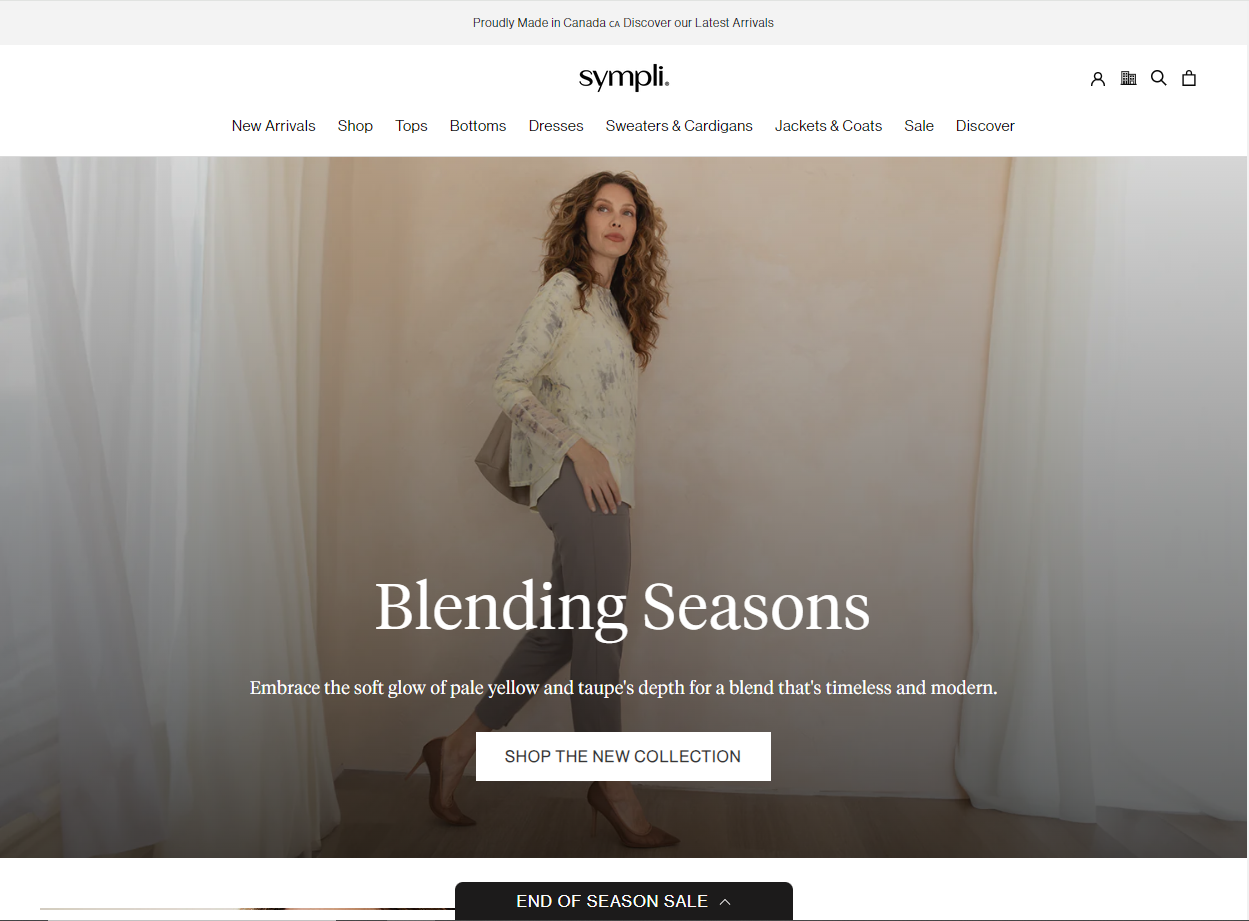 Proudly Made in Canada CA Discover our Latest Arrivals
sympli.
New Arrivals Shop Tops Bottoms Dresses Sweaters & Cardigans Jackets & Coats Sale Discover
Blending Seasons
Embrace the soft glow of pale yellow and taupe's depth for a blend that's timeless and modern.
SHOP THE NEW COLLECTION
END OF SEASON SALE